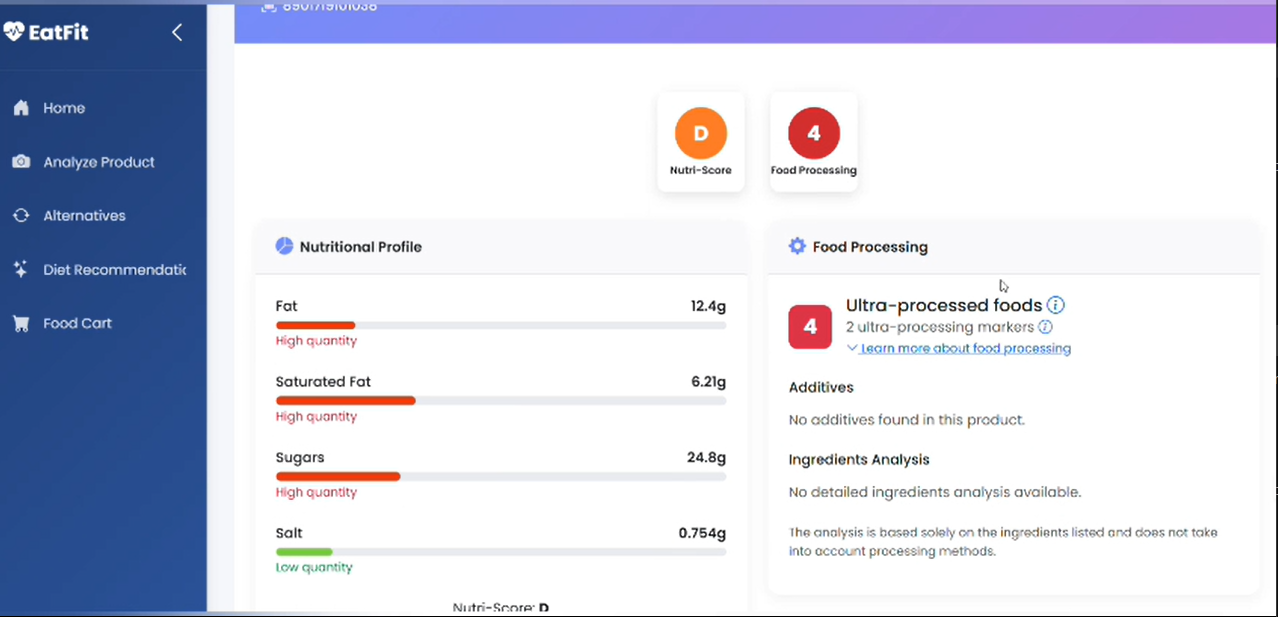 8901719101038
EatFit
Home
Analyze Product
Alternatives
Diet Recommendatic
Food Cart
D
Nutri-Score
4
Food Processing
Nutritional Profile
Fat 12.4g
High quantity
Saturated Fat 6.21g
High quantity
Sugars 24.8g
High quantity
Salt 0.754g
Low quantity
Nutri-Score: D
Food Processing
4
Ultra-processed foods
2 ultra-processing markers
Learn more about food processing
Additives
No additives found in this product.
Ingredients Analysis
No detailed ingredients analysis available.
The analysis is based solely on the ingredients listed and does not take
into account processing methods.